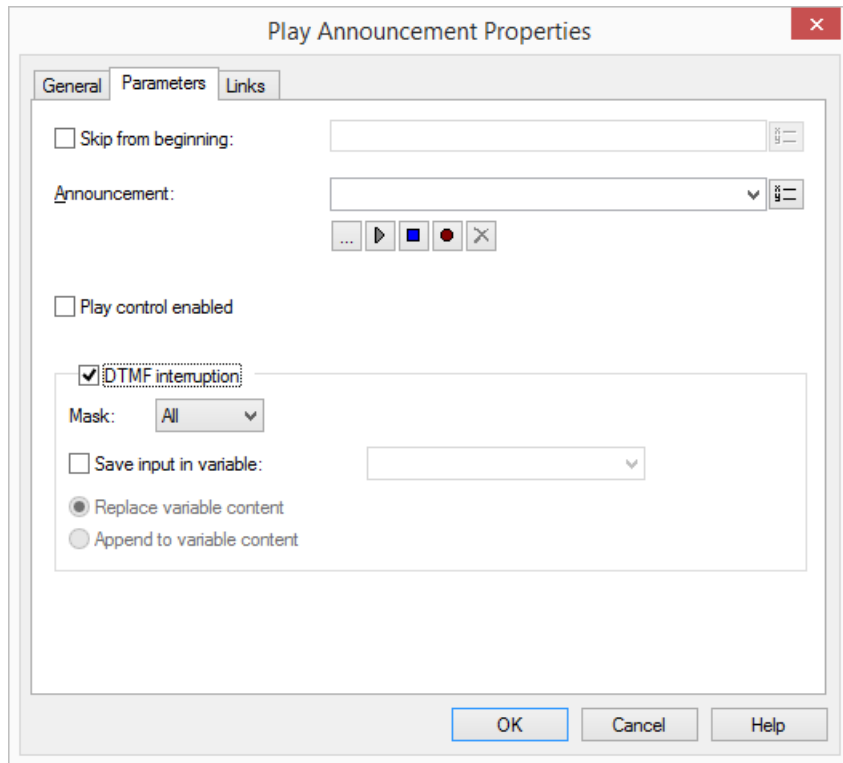 Play Announcement Properties
General Parameters Links
Skip from beginning:
Announcement:
...
Play control enabled
DTMF interruption
Mask: All
Save input in variable:
Replace variable content
Append to variable content
OK Cancel Help